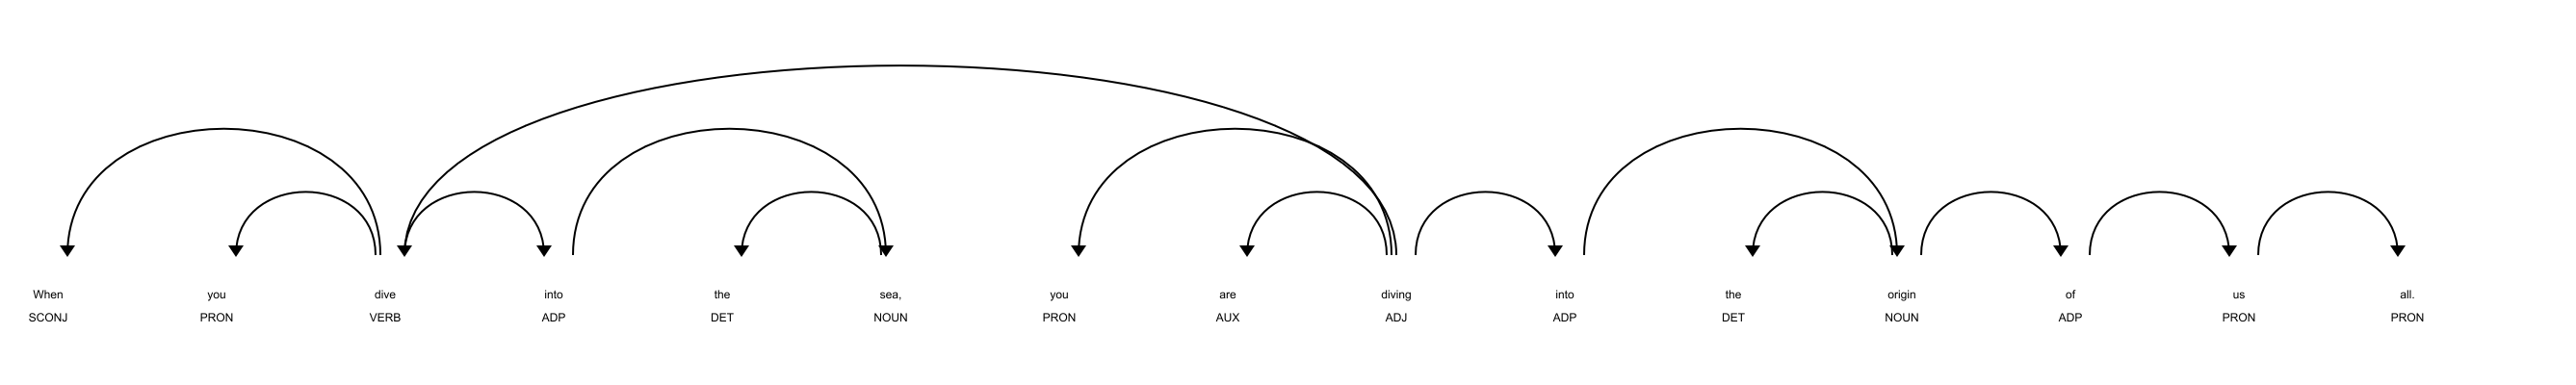 When you dive into the sea, you are diving into the origin of us all.
SCONJ PRON VERB ADP DET NOUN PRON AUX ADJ ADP DET NOUN ADP PRON PRON